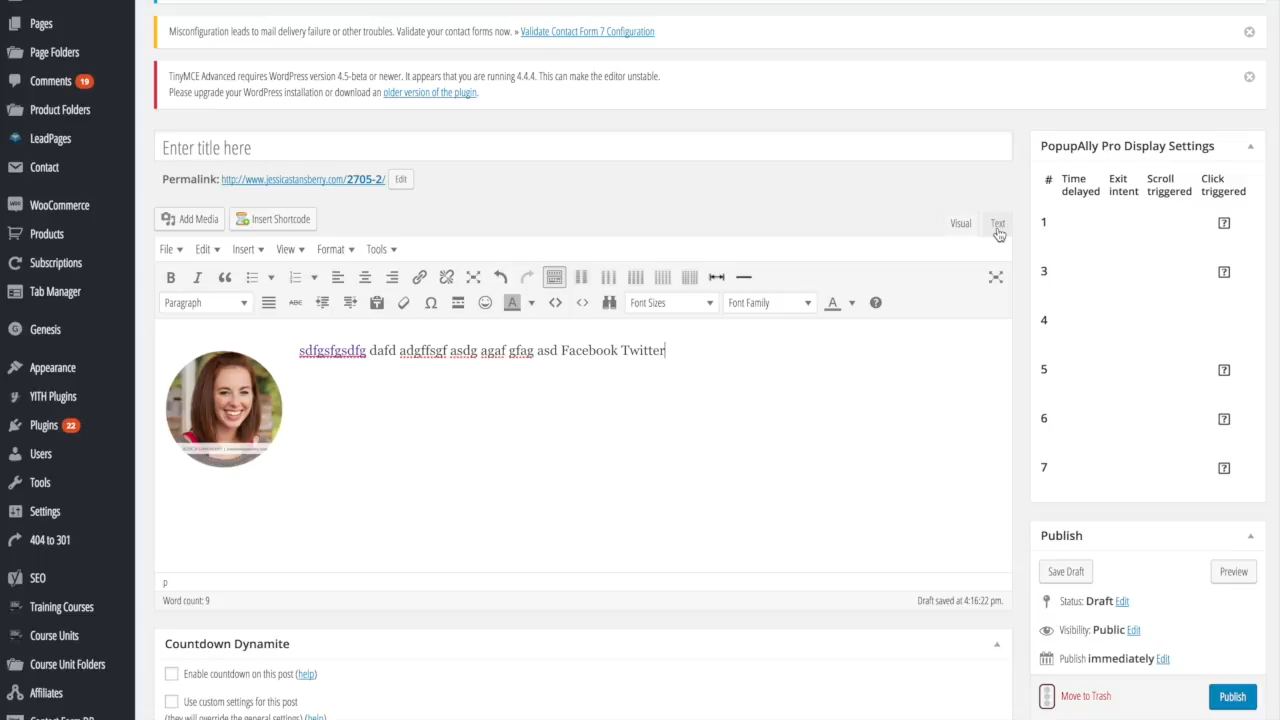 Pages
Page Folders
Comments 19
Product Folders
LeadPages
Contact
WooCommerce
Products
Subscriptions
Tab Manager
Genesis
Appearance
YITH Plugins
Plugins 22
Users
Tools
Settings
404 to 301
SEO
Training Courses
Course Units
Course Unit Folders
Affiliates
Misconfiguration leads to mail delivery failure or other troubles. Validate your contact forms now. » Validate Contact Form 7 Configuration
TinyMCE Advanced requires WordPress version 4.5-beta or newer. It appears that you are running 4.4.4. This can make the editor unstable.
Please upgrade your WordPress installation or download an older version of the plugin.
Enter title here
Permalink: http://www.jessicastansberry.com/2705-2/ Edit
Add Media Insert Shortcode Visual Text
File Edit Insert View Format Tools
Paragraph ABC Font Sizes Font Family
sdfgsfgsdfg dafd adgffsgf asdg agaf gfag asd Facebook Twitter
p
Word count: 9 Draft saved at 4:16:22 pm.
Countdown Dynamite
Enable countdown on this post (help)
Use custom settings for this post
(they will override the general settings) (help)
PopupAlly Pro Display Settings
# Time delayed Exit intent Scroll triggered Click triggered
1
3
4
5
6
7
Publish
Save Draft Preview
Status: Draft Edit
Visibility: Public Edit
Publish immediately Edit
Move to Trash Publish